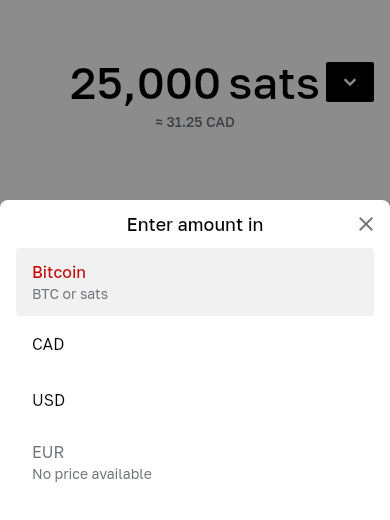 25,000 sats
≈ 31.25 CAD
Enter amount in
Bitcoin
BTC or sats
CAD
USD
EUR
No price available